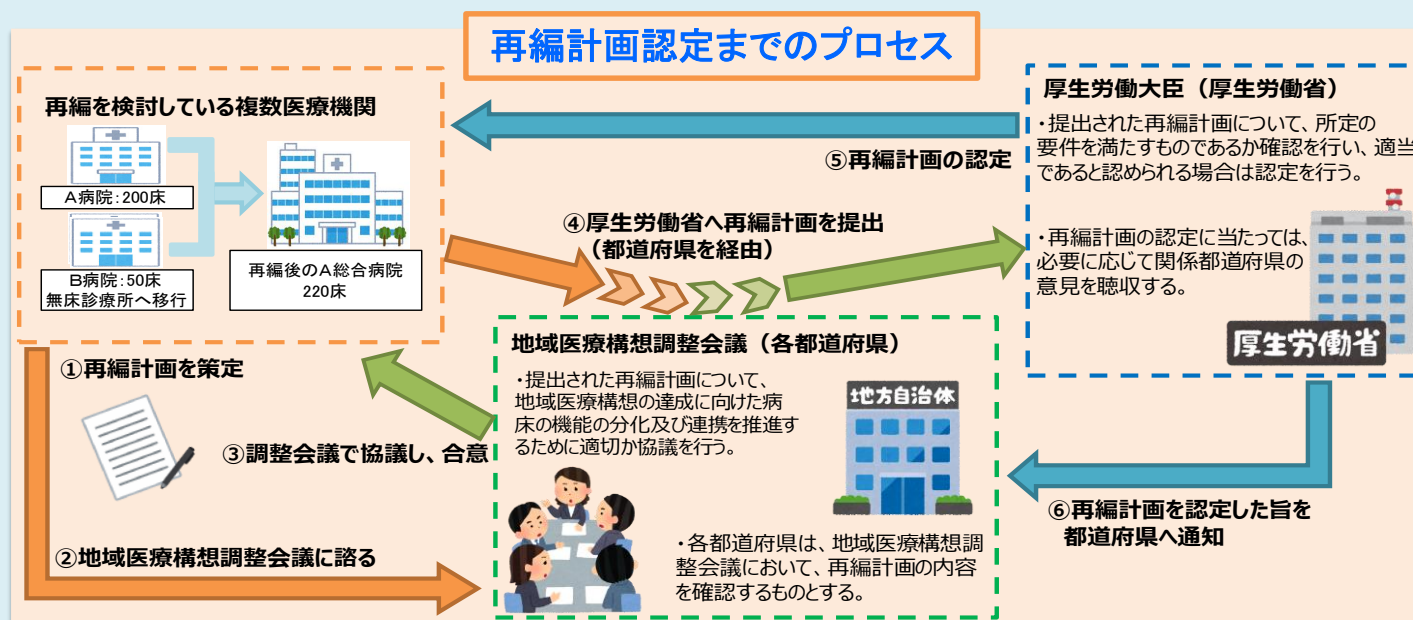 再編計画認定までのプロセス
再編を検討している複数医療機関
A病院:200床
B病院:50床
無床診療所へ移行
再編後のA総合病院
220床
①再編計画を策定
②地域医療構想調整会議に諮る
③調整会議で協議し、合意
④厚生労働省へ再編計画を提出
(都道府県を経由)
⑤再編計画の認定
厚生労働大臣(厚生労働省)
・提出された再編計画について、所定の
要件を満たすものであるか確認を行い、適当
であると認められる場合は認定を行う。
・再編計画の認定に当たっては、
必要に応じて関係都道府県の
意見を聴収する。
厚生労働省
地域医療構想調整会議(各都道府県)
・提出された再編計画について、
地域医療構想の達成に向けた病
床の機能の分化及び連携を推進す
るために適切か協議を行う。
地方自治体
・各都道府県は、地域医療構想調
整会議において、再編計画の内容
を確認するものとする。
⑥再編計画を認定した旨を
都道府県へ通知